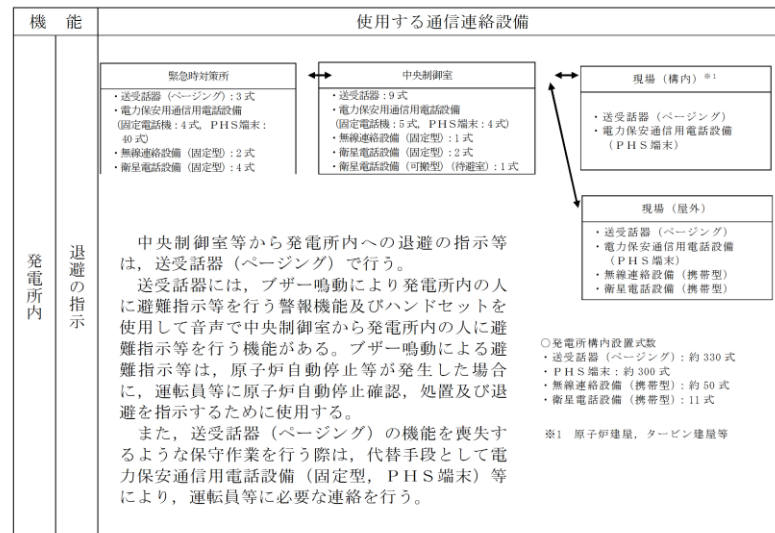 機　能
使用する通信連絡設備
緊急時対策所
・送受話器（ページング）：3式
・電力保安用通信用電話設備
(固定電話機：4式，PHS端末：
40式)
・無線連絡設備（固定型）：2式
・衛星電話設備（固定型）：4式
中央制御室
・送受話器：9式
・電力保安用通信用電話設備
(固定電話機：5式，PHS端末：4式)
・無線連絡設備（固定型）：1式
・衛星電話設備（固定型）：2式
・衛星電話設備（可搬型）（待避室）：1式
現場（構内）※1
・送受話器（ページング）
・電力保安通信用電話設備
（PHS端末）
現場（屋外）
・送受話器（ページング）
・電力保安通信用電話設備
（PHS端末）
・無線連絡設備（携帯型）
・衛星電話設備（携帯型）
発電所内
退避の指示
中央制御室等から発電所内への退避の指示等
は，送受話器（ページング）で行う。
送受話器には，ブザー鳴動により発電所内の人
に避難指示等を行う警報機能及びハンドセットを
使用して音声で中央制御室から発電所内の人に避
難指示等を行う機能がある。ブザー鳴動による避
難指示等は，原子炉自動停止等が発生した場合
に，運転員等に原子炉自動停止確認，処置及び退
避を指示するために使用する。
また，送受話器（ページング）の機能を喪失す
るような保守作業を行う際は，代替手段として電
力保安通信用電話設備（固定型，PHS端末）等
により，運転員等に必要な連絡を行う。
○発電所構内設置式数
・送受話器（ページング）：約330式
・PHS端末：約300式
・無線連絡設備（携帯型）：約50式
・衛星電話設備（携帯型）：11式
※1　原子炉建屋，タービン建屋等